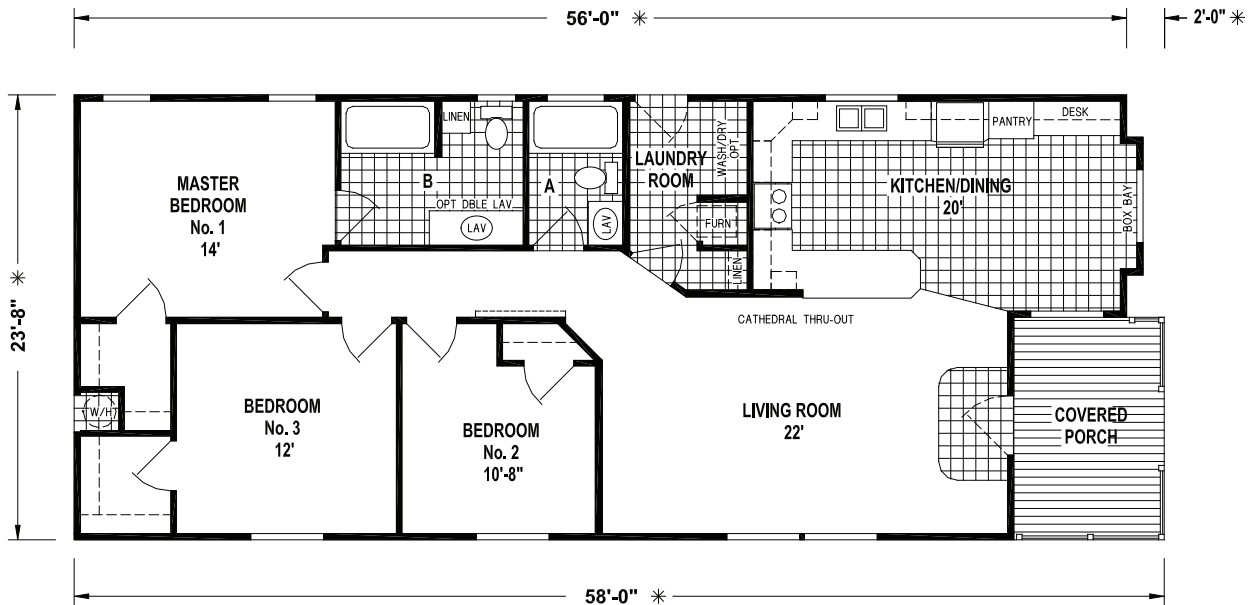 56'-0" ✳
2'-0" ✳
23'-8" ✳
MASTER
BEDROOM
No. 1
14'
LINEN
B
OPT DBLE LAV
LAV
A
LAV
LAUNDRY
ROOM
WASH/DRY
OPT
FURN
LINEN
PANTRY
DESK
KITCHEN/DINING
20'
BOX BAY
CATHEDRAL THRU-OUT
W/H
BEDROOM
No. 3
12'
BEDROOM
No. 2
10'-8"
LIVING ROOM
22'
COVERED
PORCH
58'-0" ✳